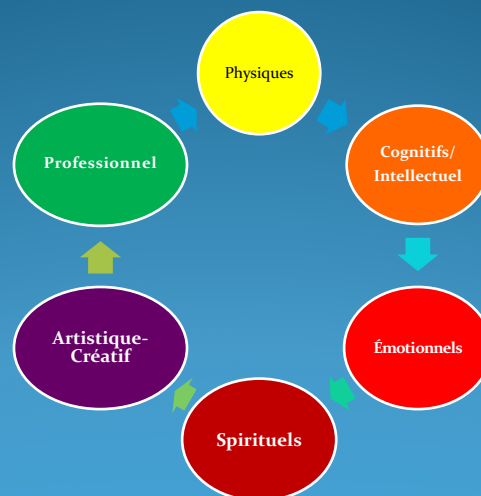 Physiques
Cognitifs/
Intellectuel
Émotionnels
Spirituels
Artistique-
Créatif
Professionnel